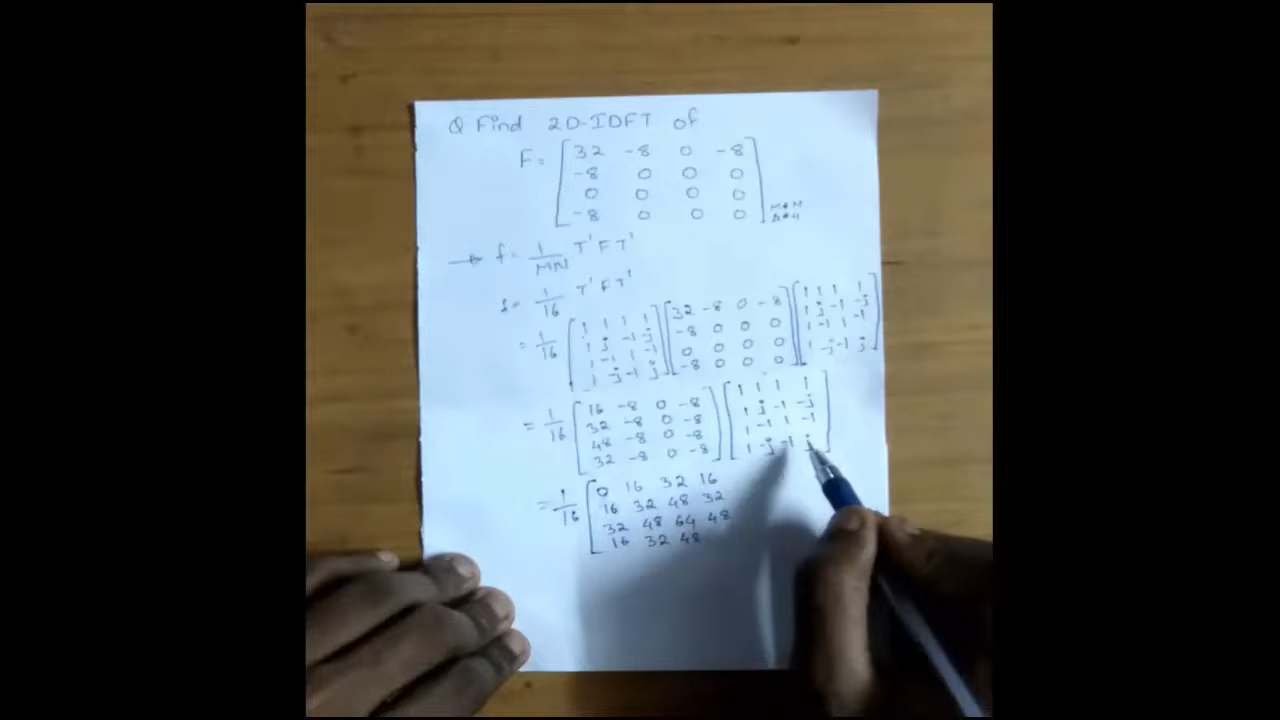 Q Find 2D-IDFT of
F = [ 32 -8 0 -8
-8 0 0 0
0 0 0 0
-8 0 0 0 ] M*N
4*4
→ f = 1/MN T' F T'
f = 1/16 T' F T'
= 1/16 [ 1 1 1 1 ] [ 32 -8 0 -8 ] [ 1 1 1 1 ]
1 j -1 -j -8 0 0 0 1 j -1 -j
1 -1 1 -1 0 0 0 0 1 -1 1 -1
1 -j -1 j -8 0 0 0 1 -j -1 j
= 1/16 [ 16 -8 0 -8 ] [ 1 1 1 1 ]
32 -8 0 -8 1 j -1 -j
48 -8 0 -8 1 -1 1 -1
32 -8 0 -8 1 -j -1 j
= 1/16 [ 0 16 32 16
16 32 48 32
32 48 64 48
16 32 48